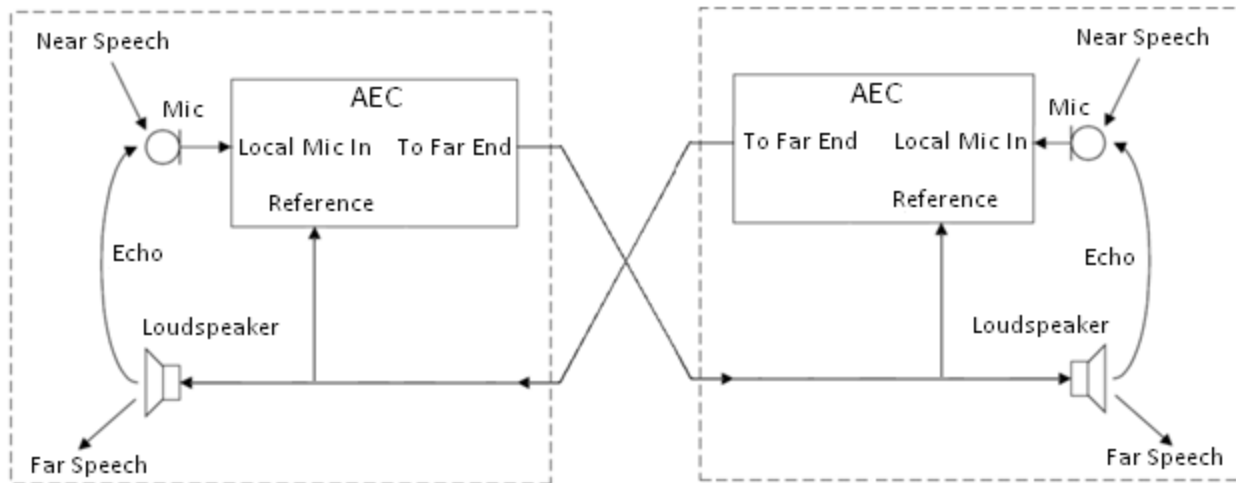 Near Speech
Mic
AEC
Local Mic In
To Far End
Reference
Echo
Loudspeaker
Far Speech
Near Speech
Mic
AEC
To Far End
Local Mic In
Reference
Echo
Loudspeaker
Far Speech